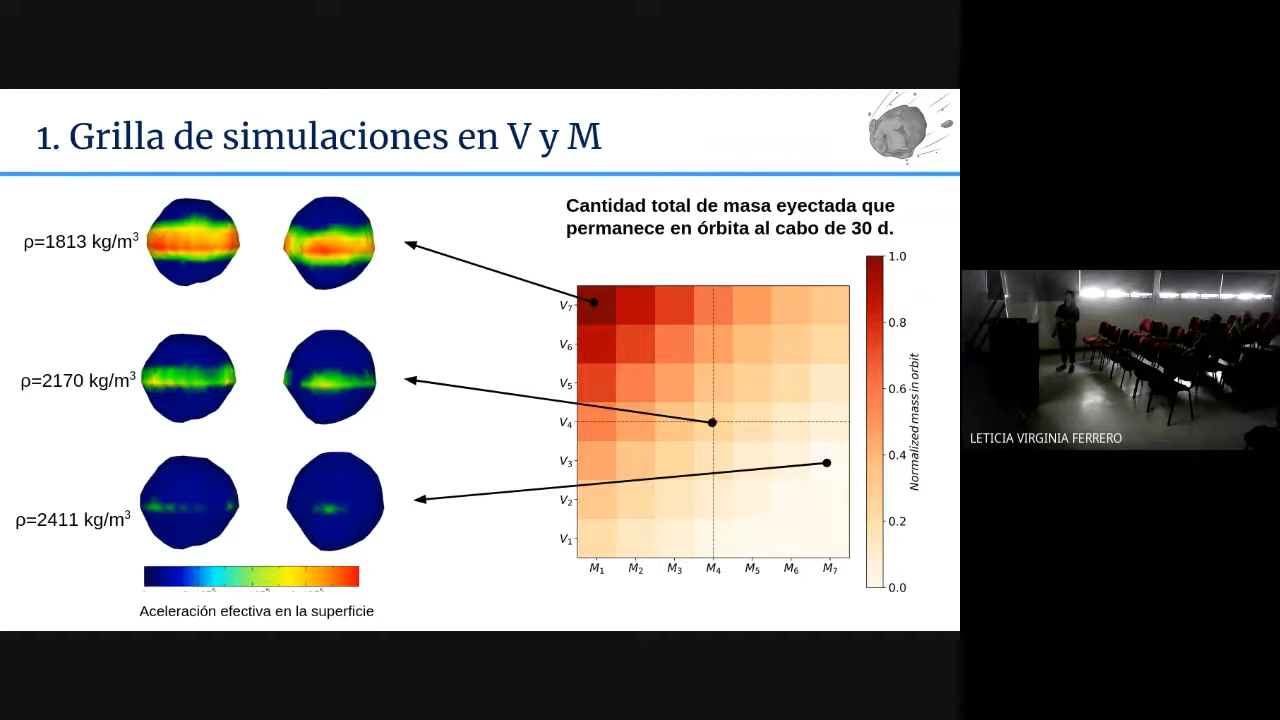 1. Grilla de simulaciones en V y M
ρ=1813 kg/m³
ρ=2170 kg/m³
ρ=2411 kg/m³
Aceleración efectiva en la superficie
Cantidad total de masa eyectada que
permanece en órbita al cabo de 30 d.
V₇
V₆
V₅
V₄
V₃
V₂
V₁
M₁ M₂ M₃ M₄ M₅ M₆ M₇
1.0
0.8
0.6
0.4
0.2
0.0
Normalized mass in orbit
LETICIA VIRGINIA FERRERO